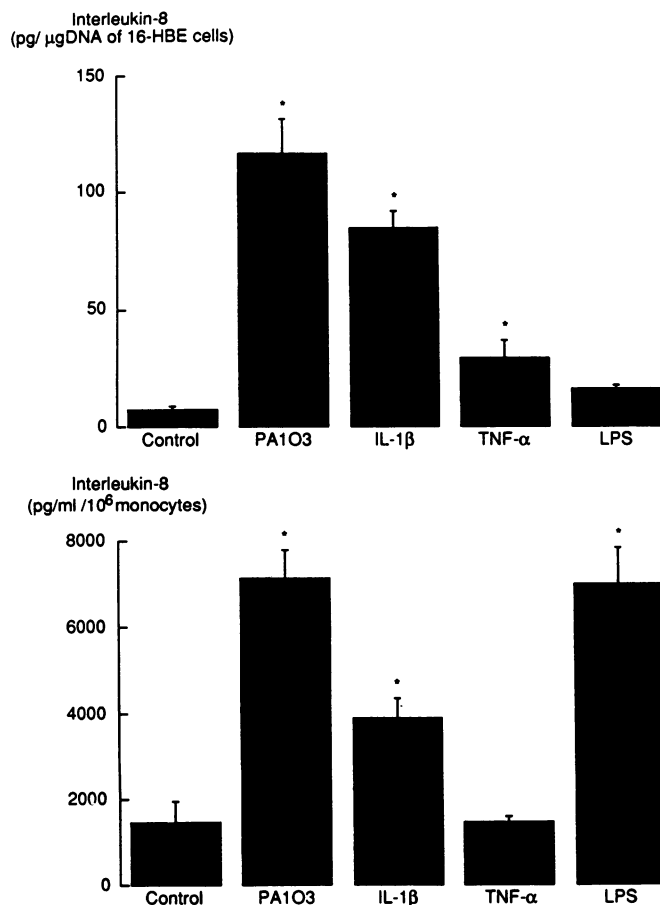 Interleukin-8
(pg/ μgDNA of 16-HBE cells)
150
*
*
100
50
*
0
Control PA1O3 IL-1β TNF-α LPS
Interleukin-8
(pg/ml /10⁶ monocytes)
8000
*
*
6000
*
4000
2000
0
Control PA1O3 IL-1β TNF-α LPS